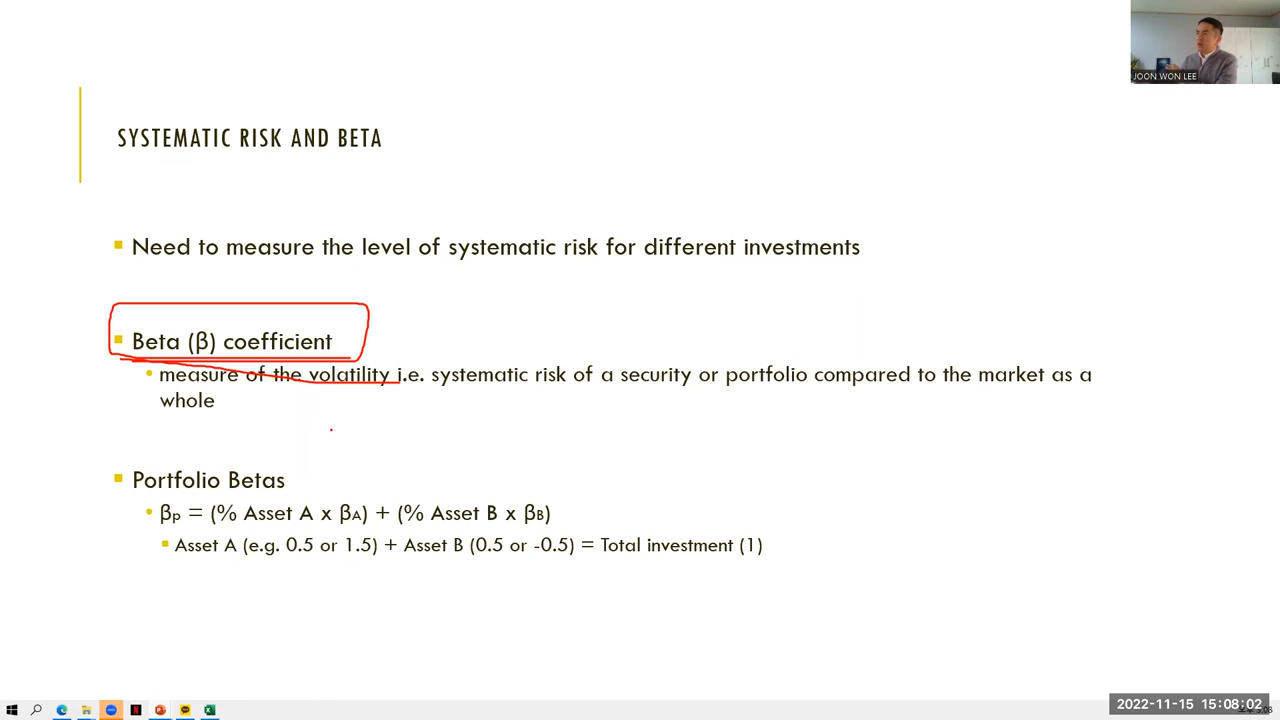 JOON WON LEE
SYSTEMATIC RISK AND BETA
Need to measure the level of systematic risk for different investments
Beta (β) coefficient
measure of the volatility i.e. systematic risk of a security or portfolio compared to the market as a
whole
Portfolio Betas
βp = (% Asset A x βA) + (% Asset B x βB)
Asset A (e.g. 0.5 or 1.5) + Asset B (0.5 or -0.5) = Total investment (1)
2022-11-15 15:08:02